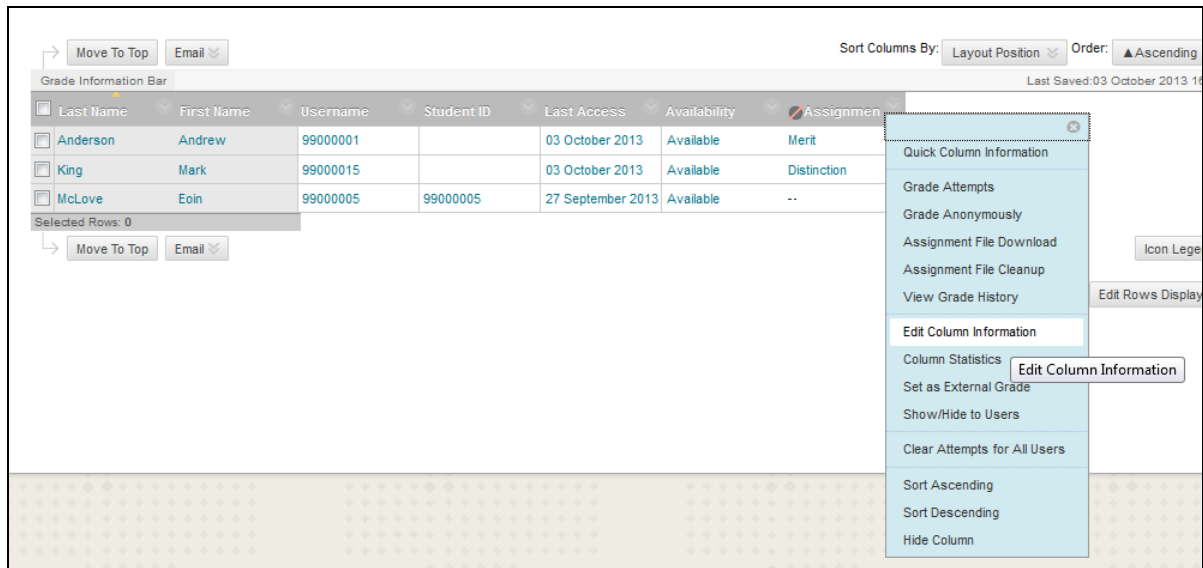 Move To Top Email Sort Columns By: Layout Position Order: ▲Ascending
Grade Information Bar Last Saved:03 October 2013 16
Last Name First Name Username Student ID Last Access Availability Assignmen
Anderson Andrew 99000001 03 October 2013 Available Merit
King Mark 99000015 03 October 2013 Available Distinction
McLove Eoin 99000005 99000005 27 September 2013 Available --
Selected Rows: 0
Move To Top Email Icon Lege
Edit Rows Display
Quick Column Information
Grade Attempts
Grade Anonymously
Assignment File Download
Assignment File Cleanup
View Grade History
Edit Column Information
Column Statistics
Edit Column Information
Set as External Grade
Show/Hide to Users
Clear Attempts for All Users
Sort Ascending
Sort Descending
Hide Column